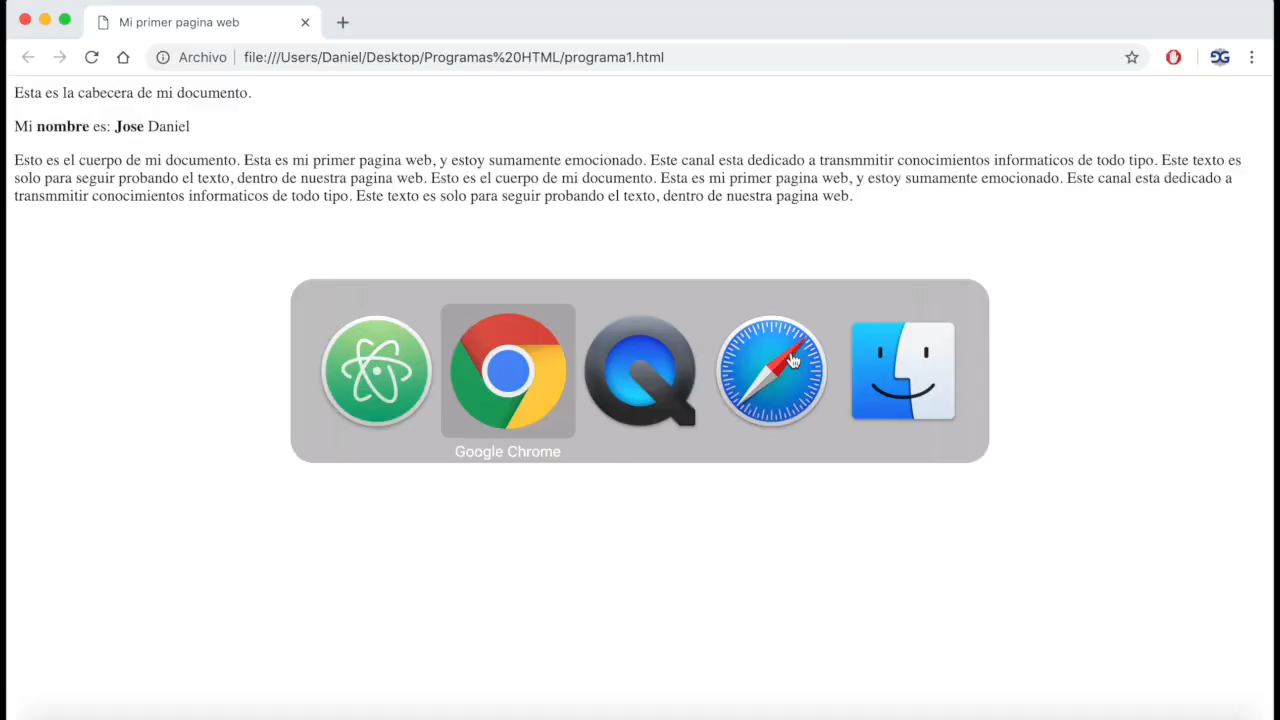 Mi primer pagina web
Archivo file:///Users/Daniel/Desktop/Programas%20HTML/programa1.html
Esta es la cabecera de mi documento.
Mi nombre es: Jose Daniel
Esto es el cuerpo de mi documento. Esta es mi primer pagina web, y estoy sumamente emocionado. Este canal esta dedicado a transmmitir conocimientos informaticos de todo tipo. Este texto es
solo para seguir probando el texto, dentro de nuestra pagina web. Esto es el cuerpo de mi documento. Esta es mi primer pagina web, y estoy sumamente emocionado. Este canal esta dedicado a
transmmitir conocimientos informaticos de todo tipo. Este texto es solo para seguir probando el texto, dentro de nuestra pagina web.
Google Chrome